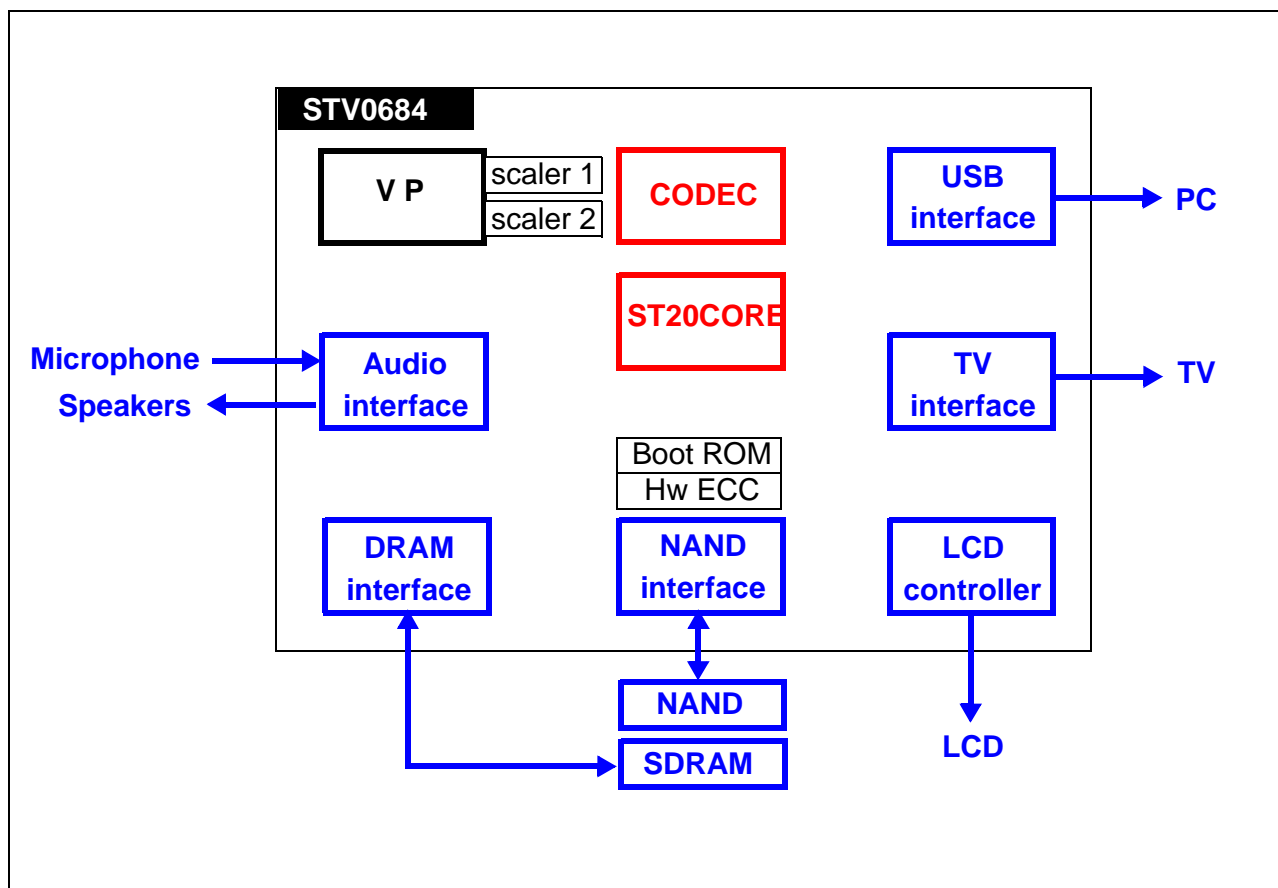 STV0684
V P
scaler 1
scaler 2
CODEC
USB
interface
PC
ST20CORE
Microphone
Speakers
Audio
interface
TV
interface
TV
Boot ROM
Hw ECC
DRAM
interface
NAND
interface
LCD
controller
NAND
SDRAM
LCD